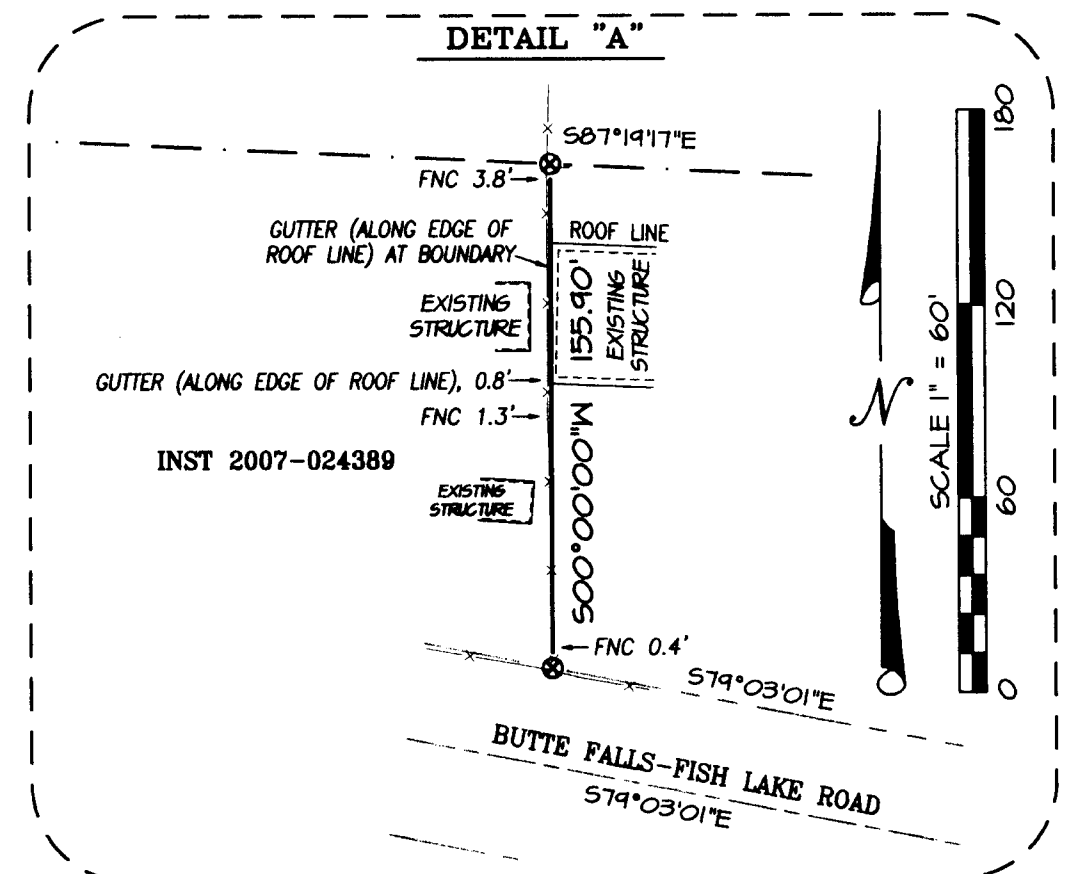 DETAIL "A"
S87°19'17"E
FNC 3.8'
GUTTER (ALONG EDGE OF
ROOF LINE) AT BOUNDARY
ROOF LINE
155.90'
EXISTING
STRUCTURE
EXISTING
STRUCTURE
GUTTER (ALONG EDGE OF ROOF LINE), 0.8'
FNC 1.3'
INST 2007-024389
S00°00'00"W
EXISTING
STRUCTURE
FNC 0.4'
S79°03'01"E
BUTTE FALLS-FISH LAKE ROAD
S79°03'01"E
N
SCALE 1" = 60'
180
120
60
0